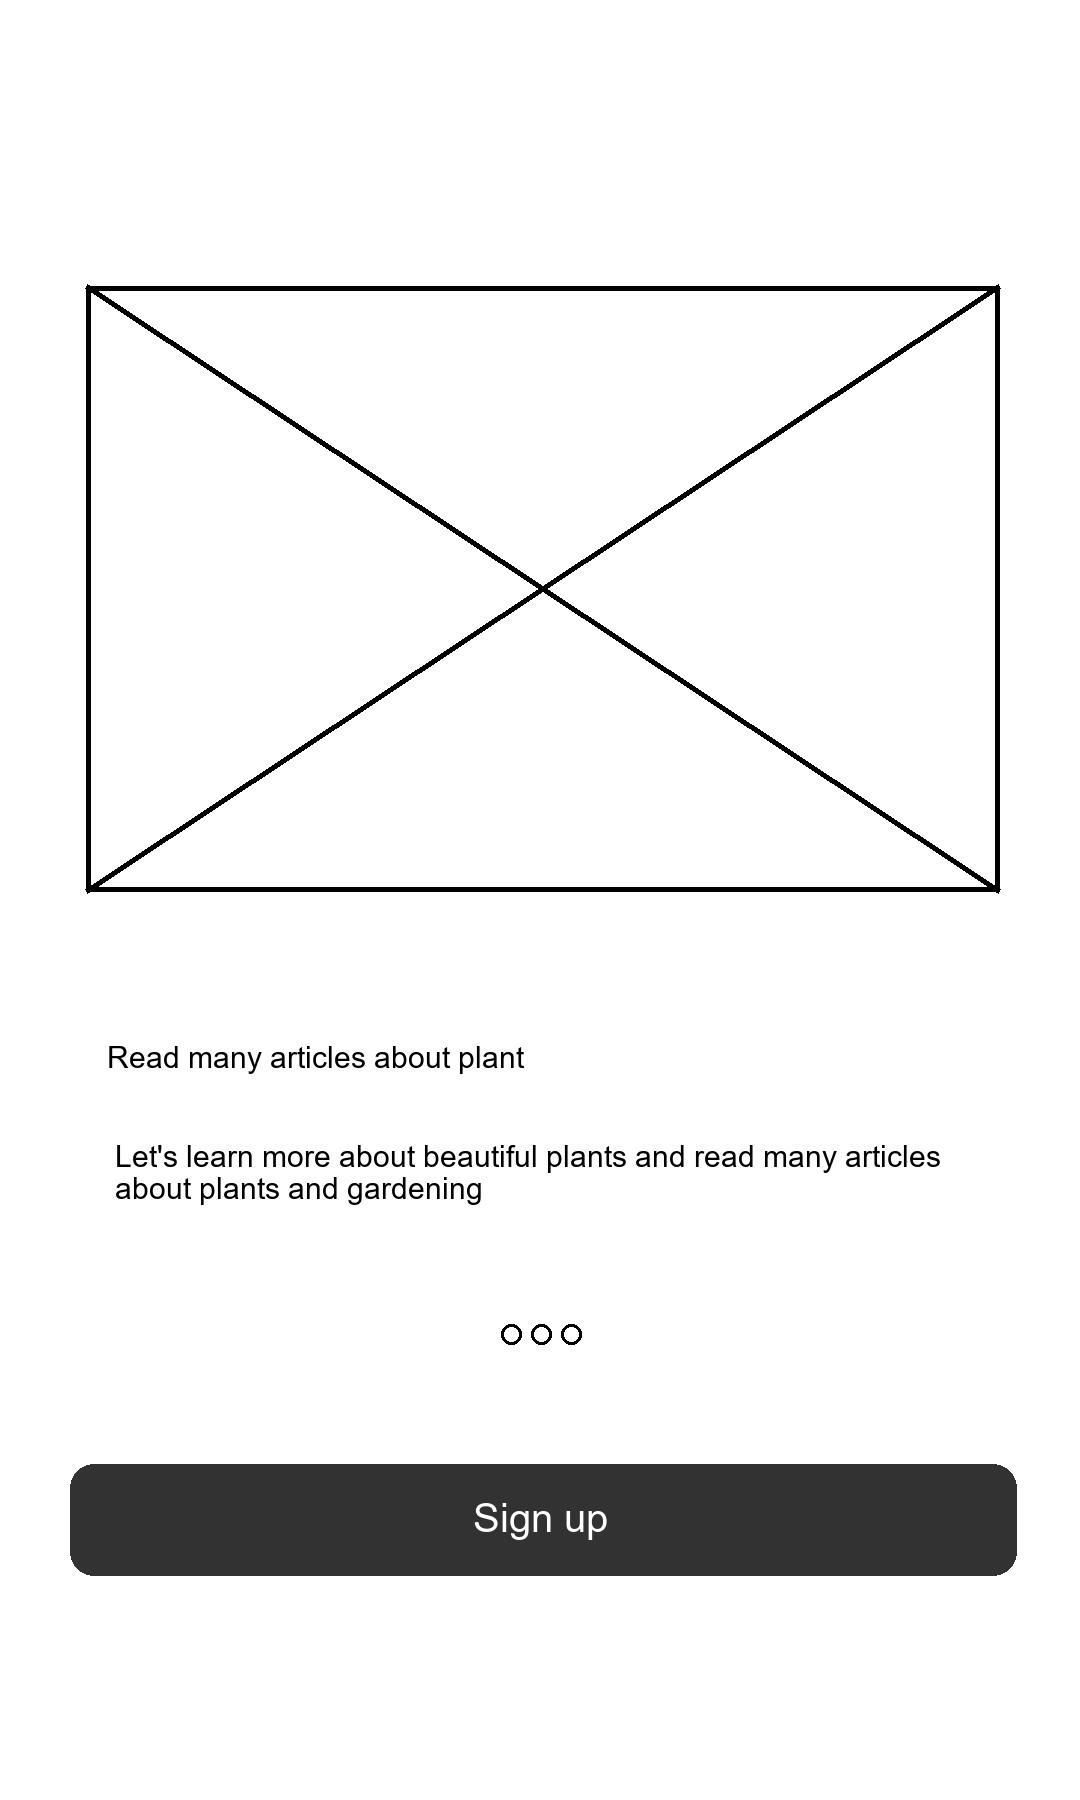 Read many articles about plant
Let's learn more about beautiful plants and read many articles
about plants and gardening
Sign up